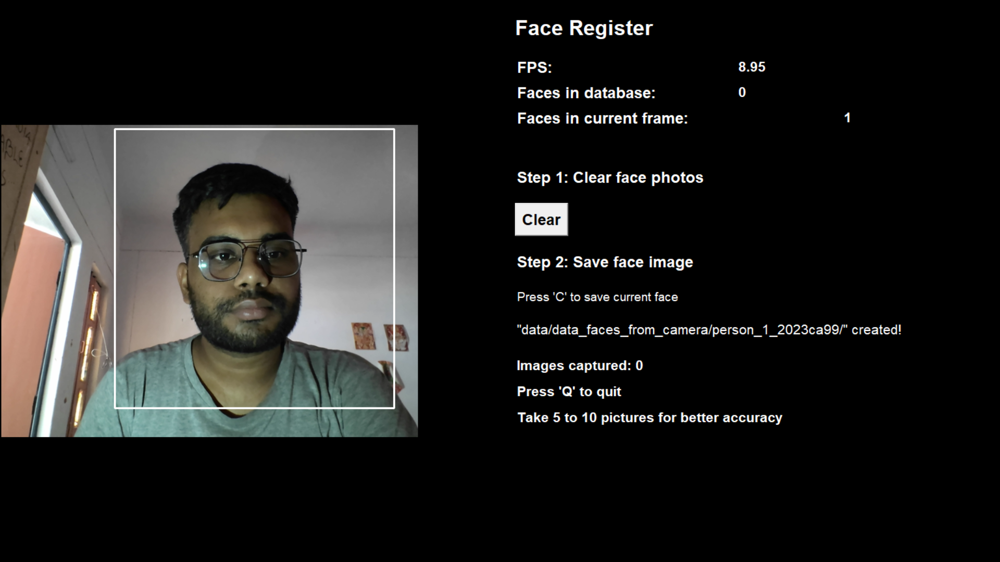 ABLE
S
Face Register
FPS: 8.95
Faces in database: 0
Faces in current frame: 1
Step 1: Clear face photos
Clear
Step 2: Save face image
Press 'C' to save current face
"data/data_faces_from_camera/person_1_2023ca99/" created!
Images captured: 0
Press 'Q' to quit
Take 5 to 10 pictures for better accuracy